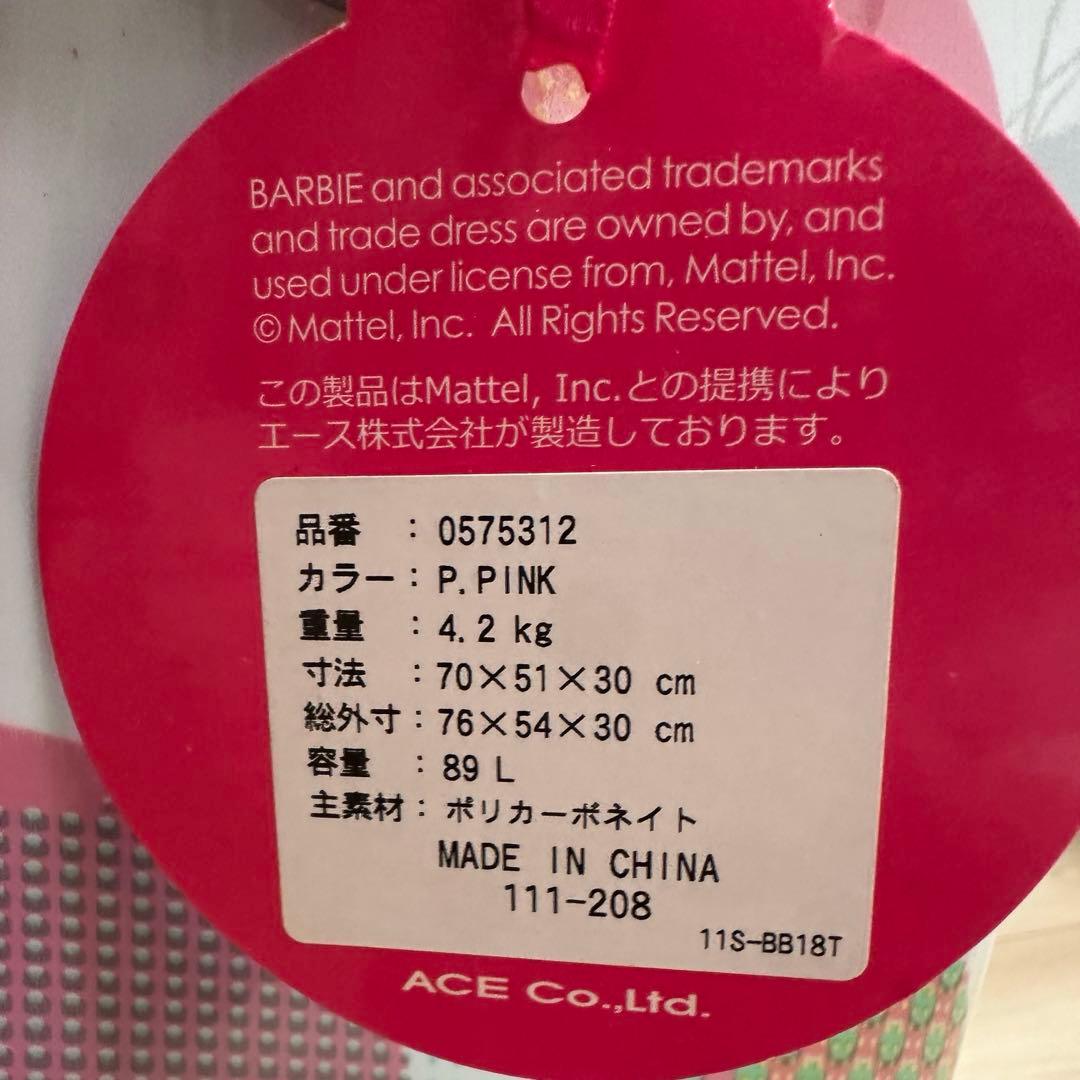 BARBIE and associated trademarks
and trade dress are owned by, and
used under license from, Mattel, Inc.
© Mattel, Inc. All Rights Reserved.
この製品はMattel, Inc.との提携により
エース株式会社が製造しております。
品番 : 0575312
カラー : P.PINK
重量 : 4.2 kg
寸法 : 70×51×30 cm
総外寸 : 76×54×30 cm
容量 : 89 L
主素材 : ポリカーボネイト
MADE IN CHINA
111-208
11S-BB18T
ACE Co.,Ltd.